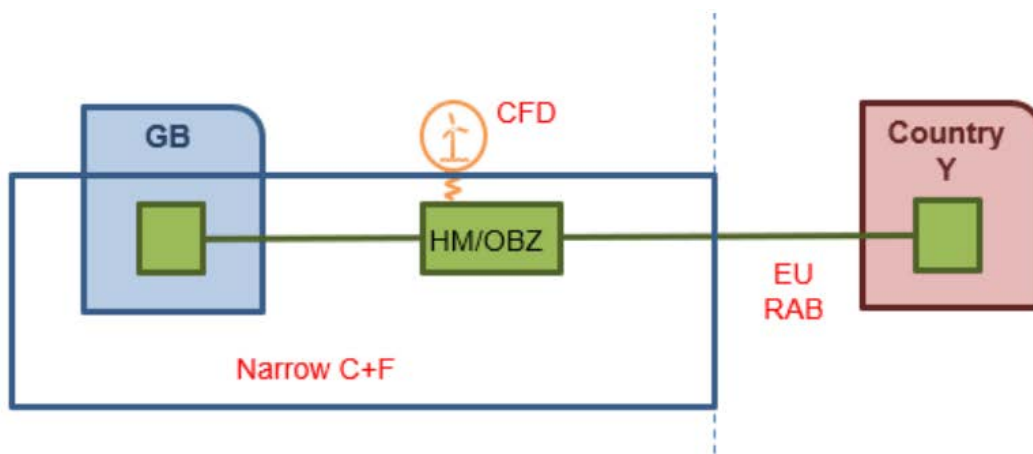 GB
CFD
Country
Y
HM/OBZ
EU
RAB
Narrow C+F